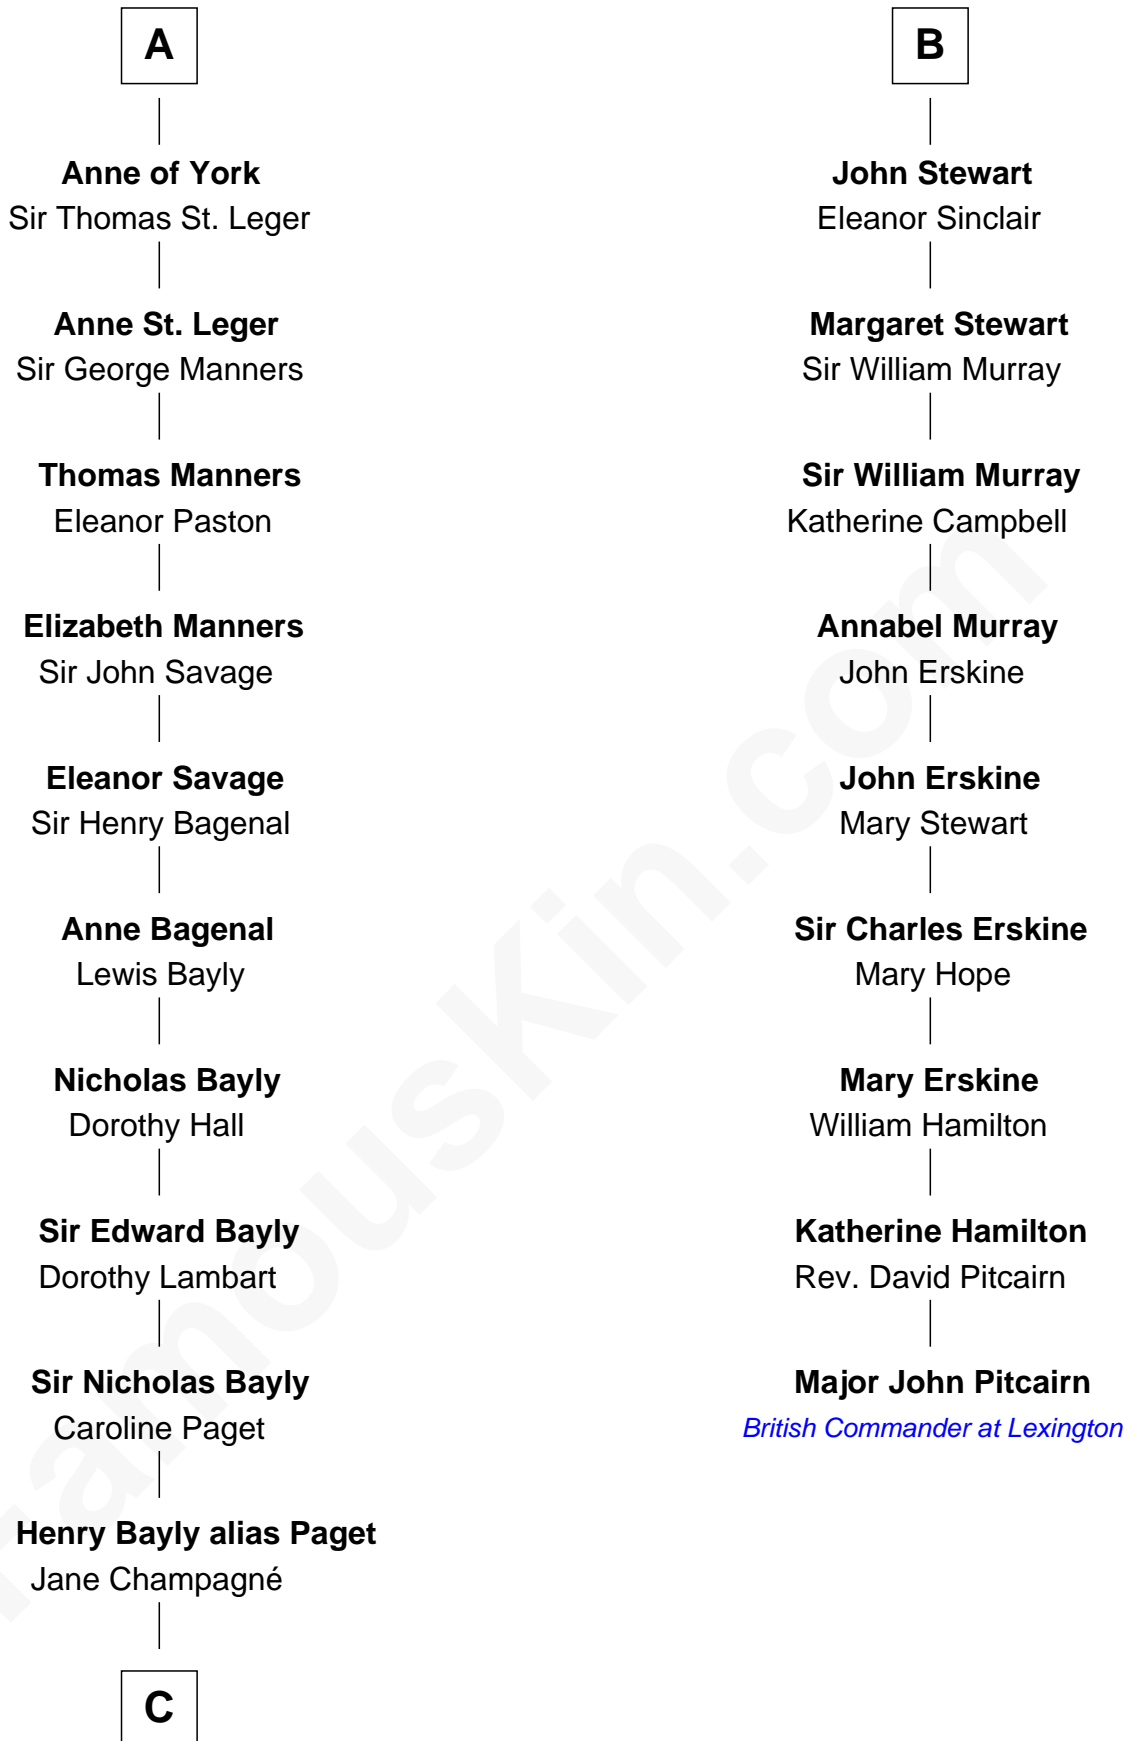 A
Anne of York
Sir Thomas St. Leger
Anne St. Leger
Sir George Manners
Thomas Manners
Eleanor Paston
Elizabeth Manners
Sir John Savage
Eleanor Savage
Sir Henry Bagenal
Anne Bagenal
Lewis Bayly
Nicholas Bayly
Dorothy Hall
Sir Edward Bayly
Dorothy Lambart
Sir Nicholas Bayly
Caroline Paget
Henry Bayly alias Paget
Jane Champagné
C
B
John Stewart
Eleanor Sinclair
Margaret Stewart
Sir William Murray
Sir William Murray
Katherine Campbell
Annabel Murray
John Erskine
John Erskine
Mary Stewart
Sir Charles Erskine
Mary Hope
Mary Erskine
William Hamilton
Katherine Hamilton
Rev. David Pitcairn
Major John Pitcairn
British Commander at Lexington
FamousKin.com